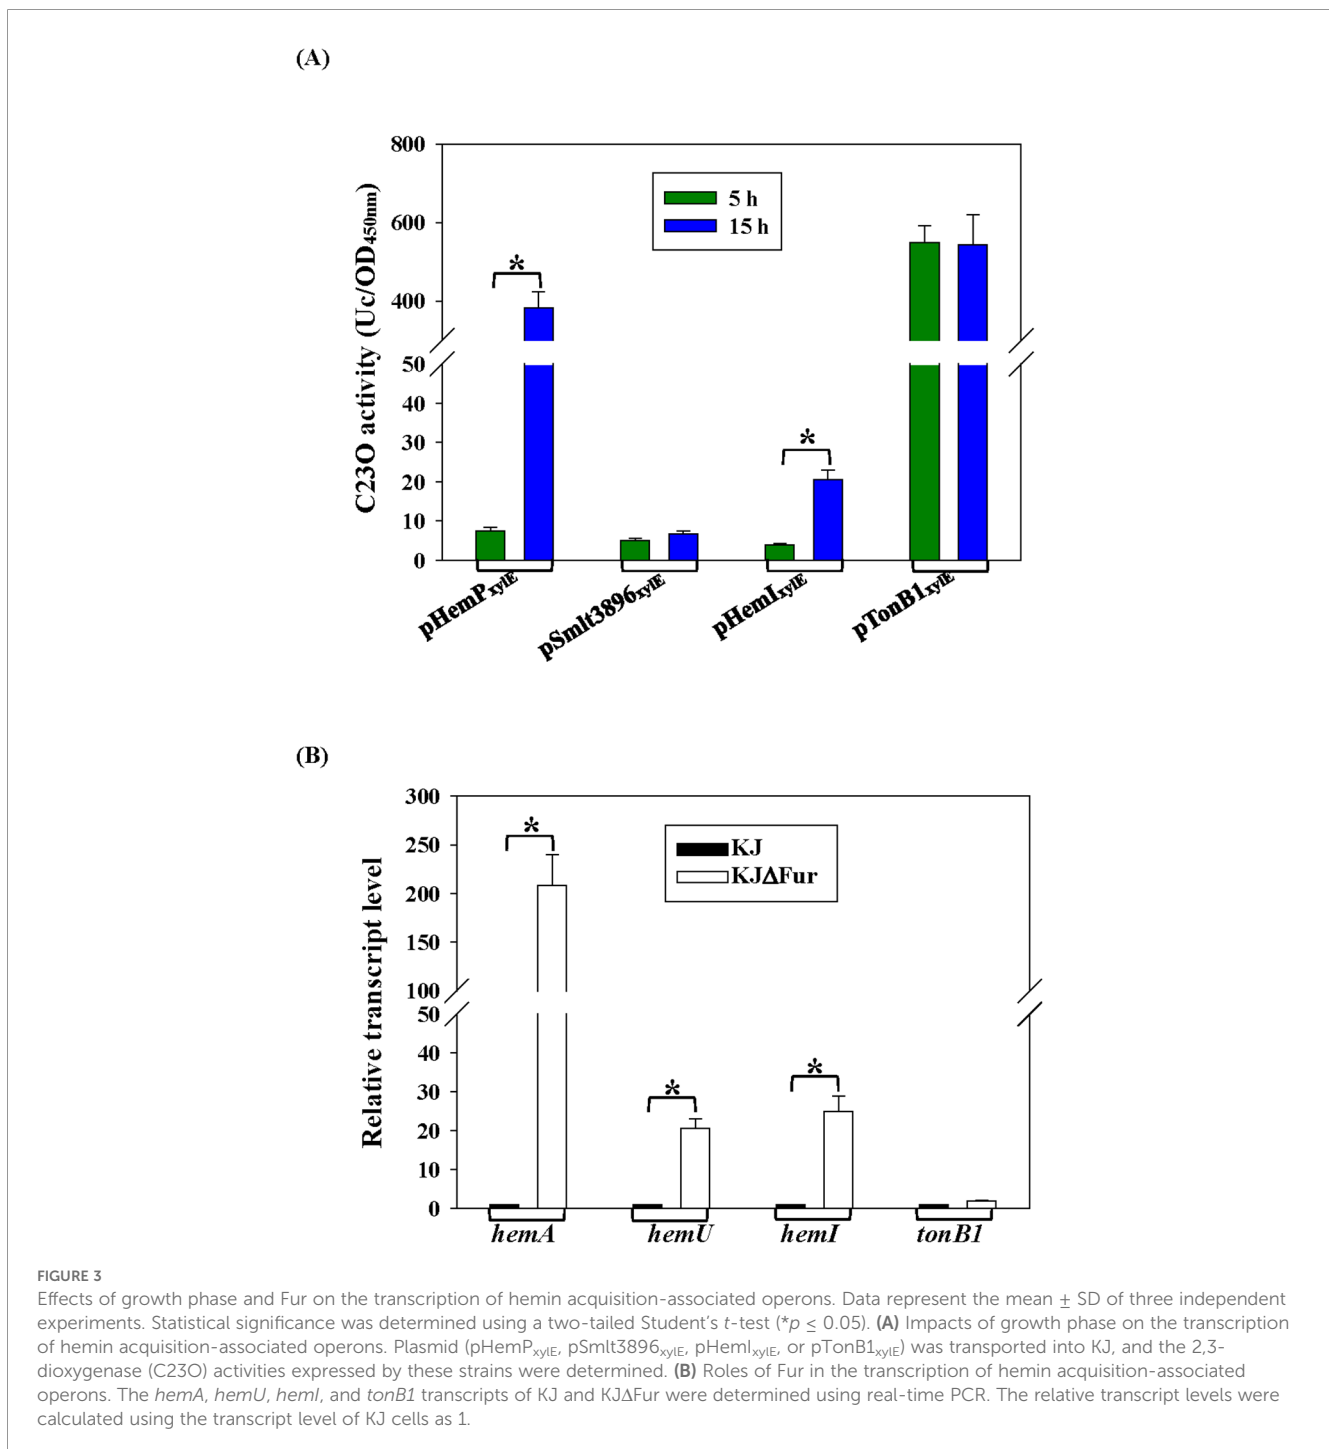 (A)
800
600
400
50
40
30
20
10
0
C23O activity (Uc/OD450nm)
5 h
15 h
*
*
pHemPxylE
pSmlt3896xylE
pHemIxylE
pTonB1xylE
(B)
300
250
200
150
100
50
40
30
20
10
0
Relative transcript level
KJ
KJΔFur
*
*
*
hemA
hemU
hemI
tonB1
FIGURE 3
Effects of growth phase and Fur on the transcription of hemin acquisition-associated operons. Data represent the mean ± SD of three independent
experiments. Statistical significance was determined using a two-tailed Student's t-test (*p ≤ 0.05). (A) Impacts of growth phase on the transcription
of hemin acquisition-associated operons. Plasmid (pHemPxylE, pSmlt3896xylE, pHemIxylE, or pTonB1xylE) was transported into KJ, and the 2,3-
dioxygenase (C23O) activities expressed by these strains were determined. (B) Roles of Fur in the transcription of hemin acquisition-associated
operons. The hemA, hemU, hemI, and tonB1 transcripts of KJ and KJΔFur were determined using real-time PCR. The relative transcript levels were
calculated using the transcript level of KJ cells as 1.